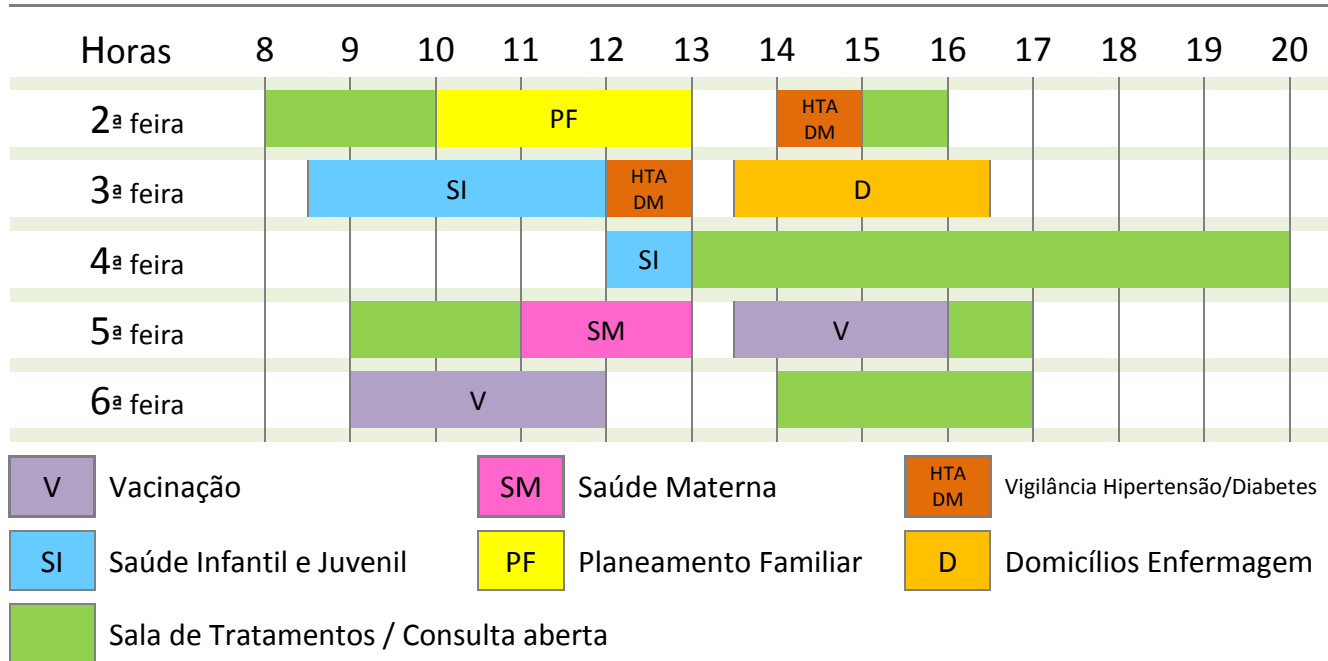 Horas 8 9 10 11 12 13 14 15 16 17 18 19 20
2ª feira PF HTA DM
3ª feira SI HTA DM D
4ª feira SI
5ª feira SM V
6ª feira V
V Vacinação SM Saúde Materna HTA DM Vigilância Hipertensão/Diabetes
SI Saúde Infantil e Juvenil PF Planeamento Familiar D Domicílios Enfermagem
Sala de Tratamentos / Consulta aberta